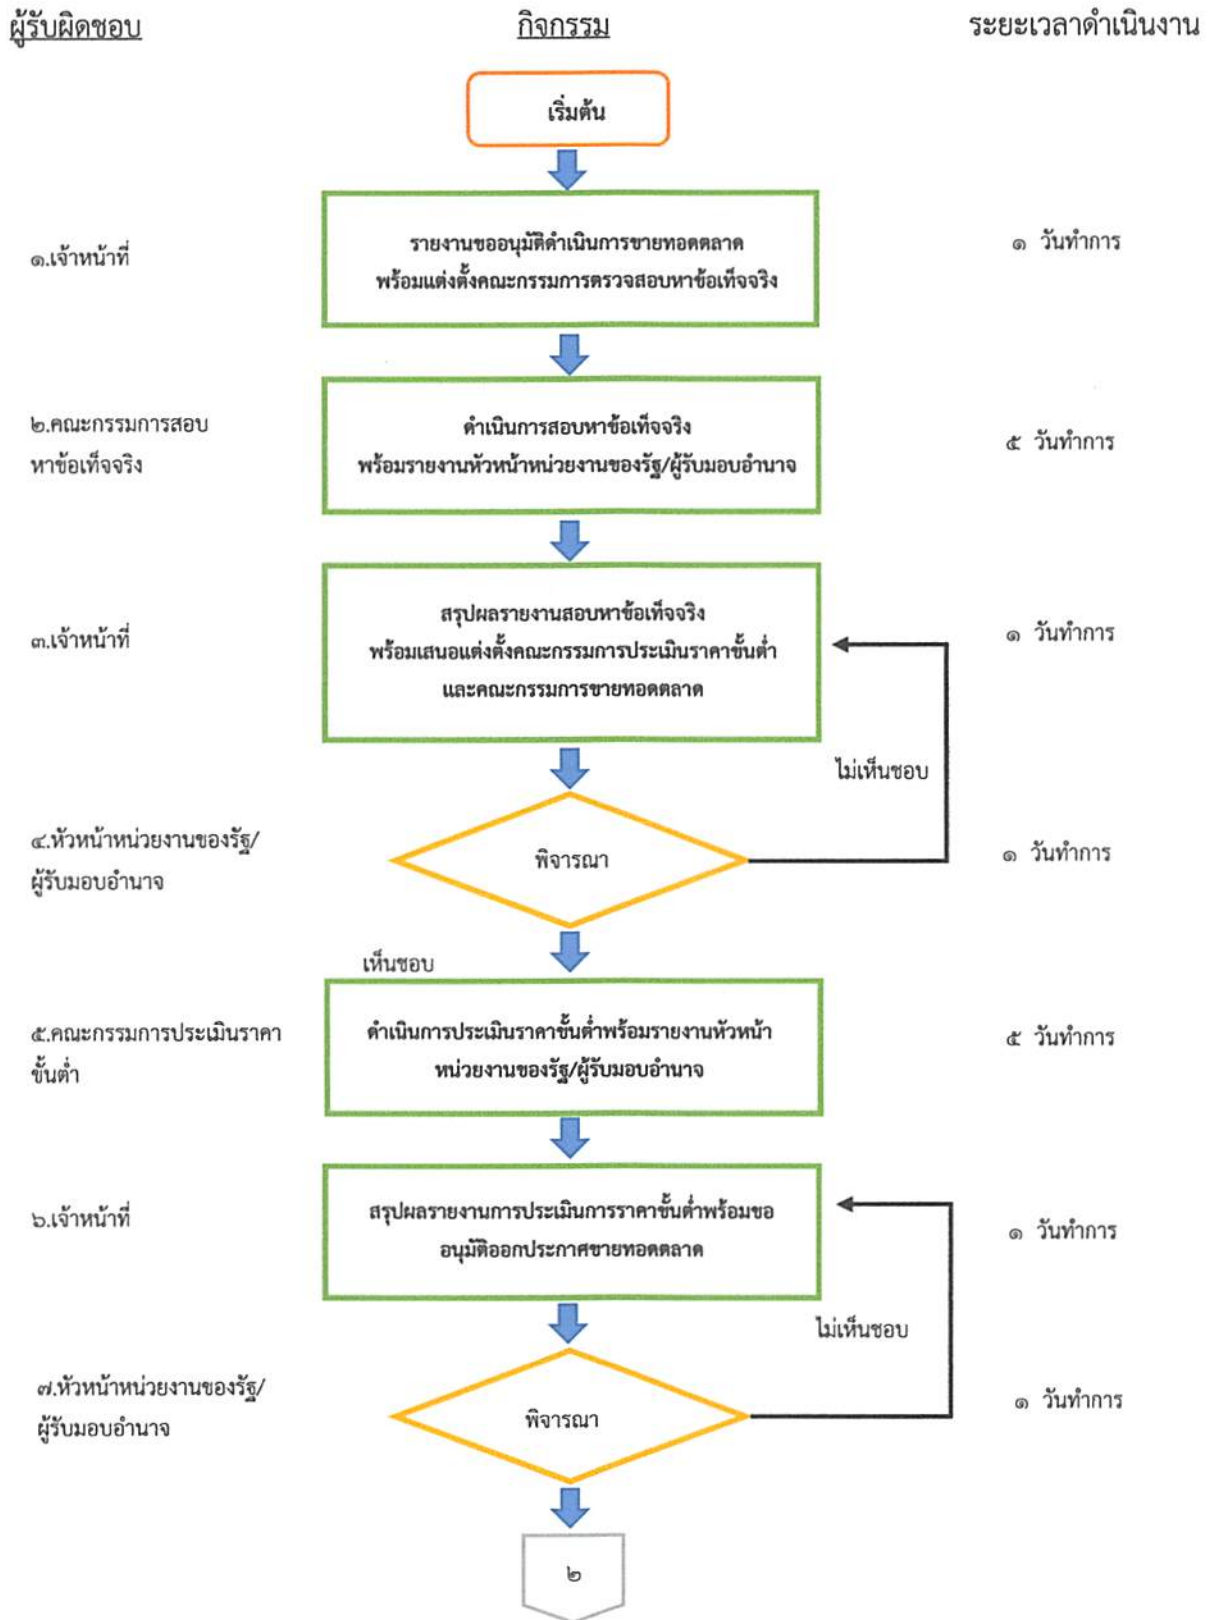 ผู้รับผิดชอบ
กิจกรรม
ระยะเวลาดำเนินงาน
เริ่มต้น
๑.เจ้าหน้าที่
รายงานขออนุมัติดำเนินการขายทอดตลาด
พร้อมแต่งตั้งคณะกรรมการตรวจสอบหาข้อเท็จจริง
๑ วันทำการ
๒.คณะกรรมการสอบ
หาข้อเท็จจริง
ดำเนินการสอบหาข้อเท็จจริง
พร้อมรายงานหัวหน้าหน่วยงานของรัฐ/ผู้รับมอบอำนาจ
๕ วันทำการ
๓.เจ้าหน้าที่
สรุปผลรายงานสอบหาข้อเท็จจริง
พร้อมเสนอแต่งตั้งคณะกรรมการประเมินราคาขั้นต่ำ
และคณะกรรมการขายทอดตลาด
๑ วันทำการ
ไม่เห็นชอบ
๔.หัวหน้าหน่วยงานของรัฐ/
ผู้รับมอบอำนาจ
พิจารณา
๑ วันทำการ
เห็นชอบ
๕.คณะกรรมการประเมินราคา
ขั้นต่ำ
ดำเนินการประเมินราคาขั้นต่ำพร้อมรายงานหัวหน้า
หน่วยงานของรัฐ/ผู้รับมอบอำนาจ
๕ วันทำการ
๖.เจ้าหน้าที่
สรุปผลรายงานการประเมินการราคาขั้นต่ำพร้อมขอ
อนุมัติออกประกาศขายทอดตลาด
๑ วันทำการ
ไม่เห็นชอบ
๗.หัวหน้าหน่วยงานของรัฐ/
ผู้รับมอบอำนาจ
พิจารณา
๑ วันทำการ
๒